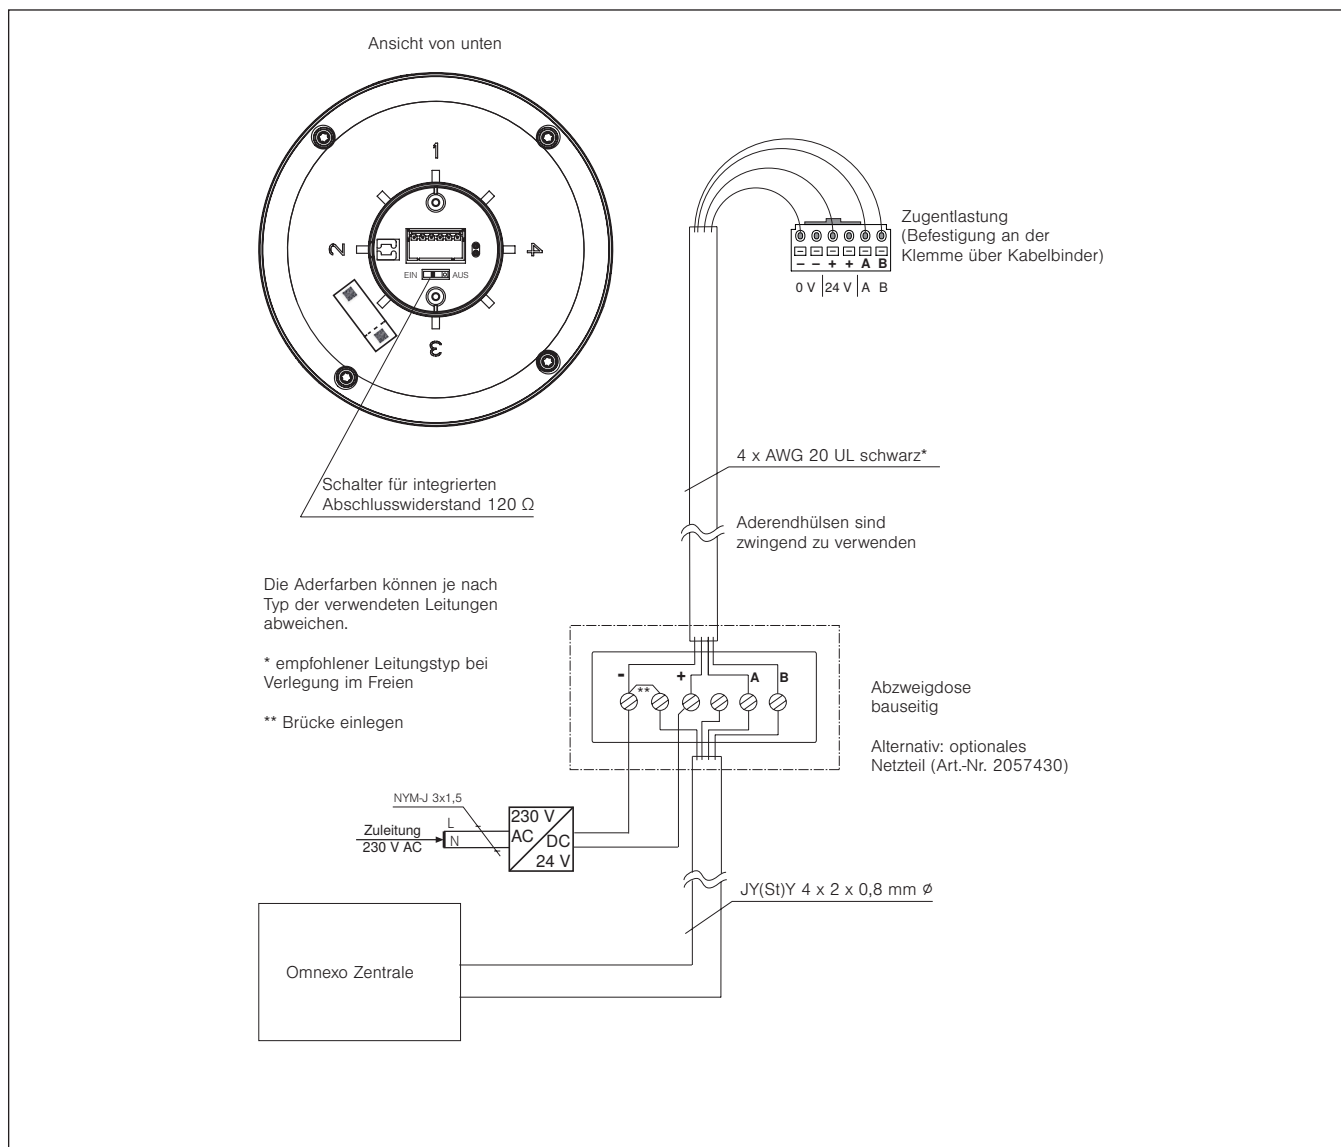 Ansicht von unten
1
2
4
EIN
AUS
3
Schalter für integrierten
Abschlusswiderstand 120 Ω
Zugentlastung
(Befestigung an der
Klemme über Kabelbinder)
– – + + A B
0 V 24 V A B
4 x AWG 20 UL schwarz*
Aderendhülsen sind
zwingend zu verwenden
Die Aderfarben können je nach
Typ der verwendeten Leitungen
abweichen.
* empfohlener Leitungstyp bei
Verlegung im Freien
** Brücke einlegen
- ** + A B
Abzweigdose
bauseitig
Alternativ: optionales
Netzteil (Art.-Nr. 2057430)
NYM-J 3x1,5
Zuleitung
230 V AC
L
N
230 V
AC
DC
24 V
JY(St)Y 4 x 2 x 0,8 mm ø
Omnexo Zentrale